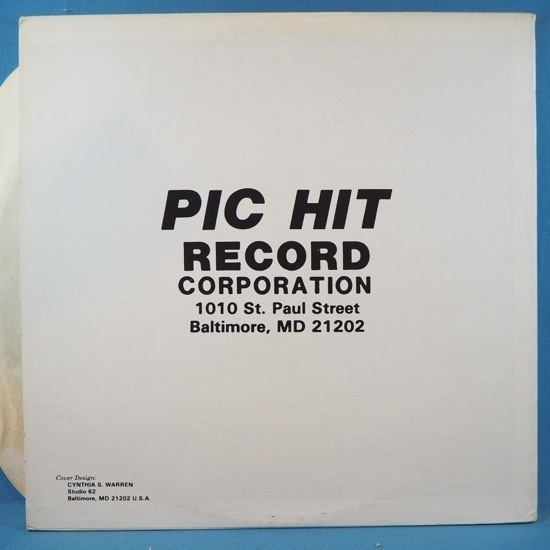 PIC HIT
RECORD
CORPORATION
1010 St. Paul Street
Baltimore, MD 21202
Cover Design:
CYNTHIA S. WARREN
Studio 62
Baltimore, MD 21202 U.S.A.